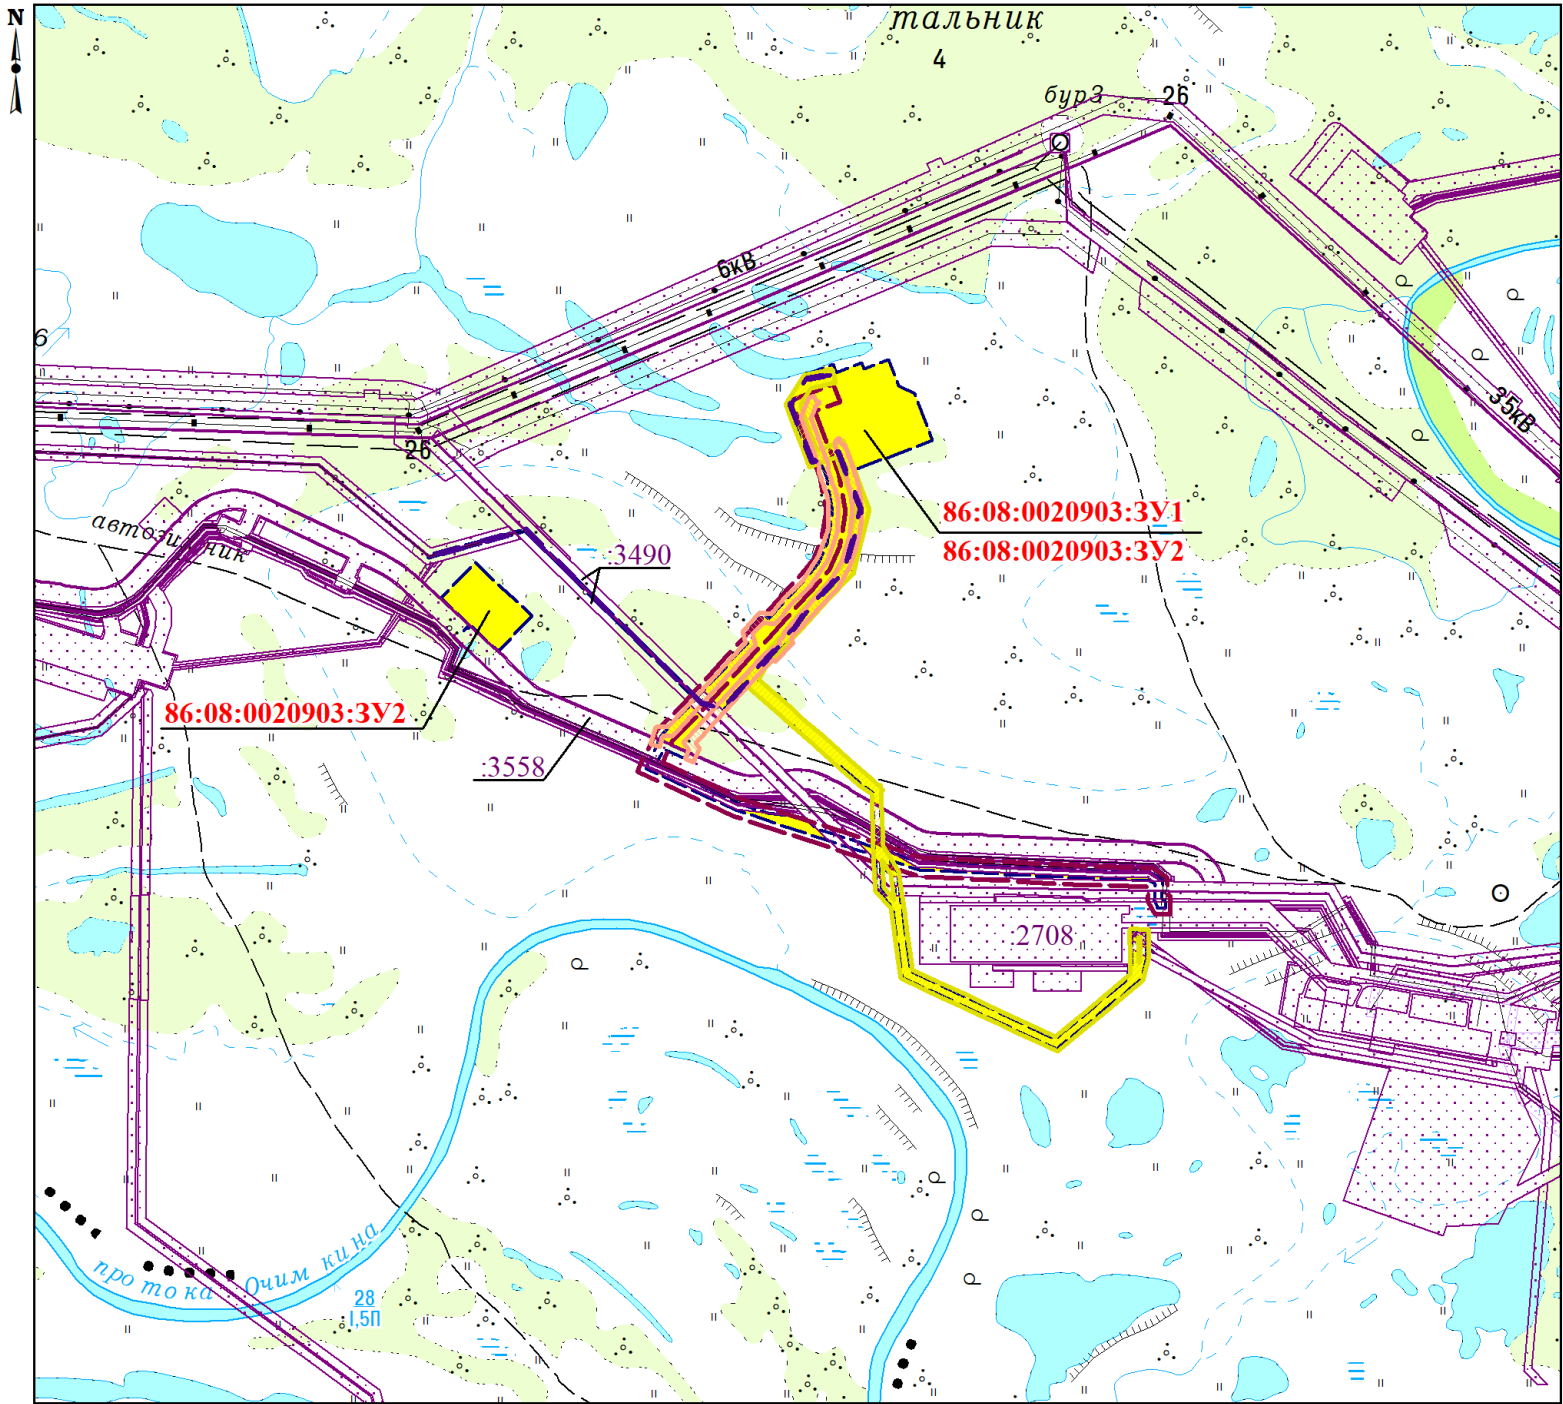 N
тальник
4
бур3
26
6кВ
6
35кВ
26
86:08:0020903:ЗУ1
86:08:0020903:ЗУ2
автозимник
:3490
86:08:0020903:ЗУ2
:3558
:2708
протока Очимкина
28
1,5П